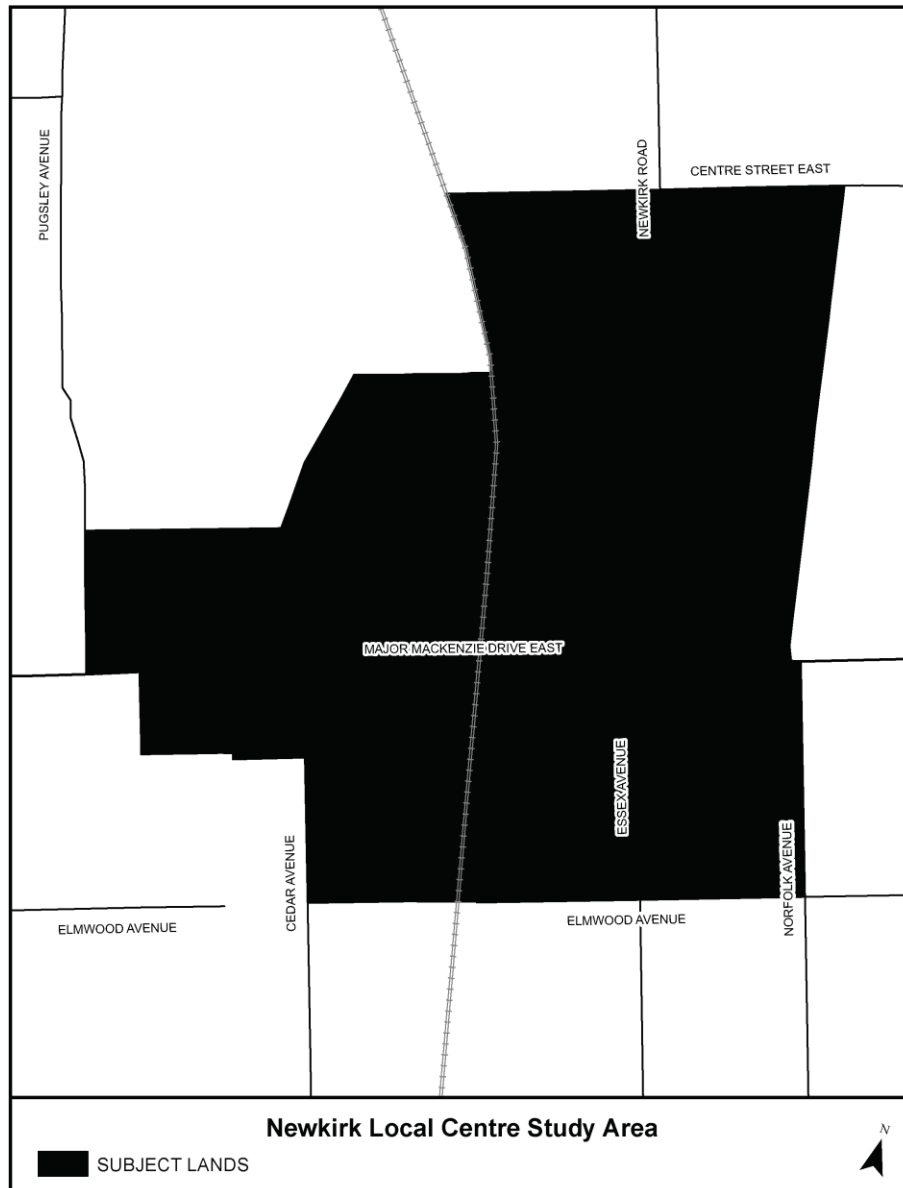 PUGSLEY AVENUE
NEWKIRK ROAD
CENTRE STREET EAST
MAJOR MACKENZIE DRIVE EAST
ESSEX AVENUE
CEDAR AVENUE
NORFOLK AVENUE
ELMWOOD AVENUE
ELMWOOD AVENUE
Newkirk Local Centre Study Area
N
SUBJECT LANDS